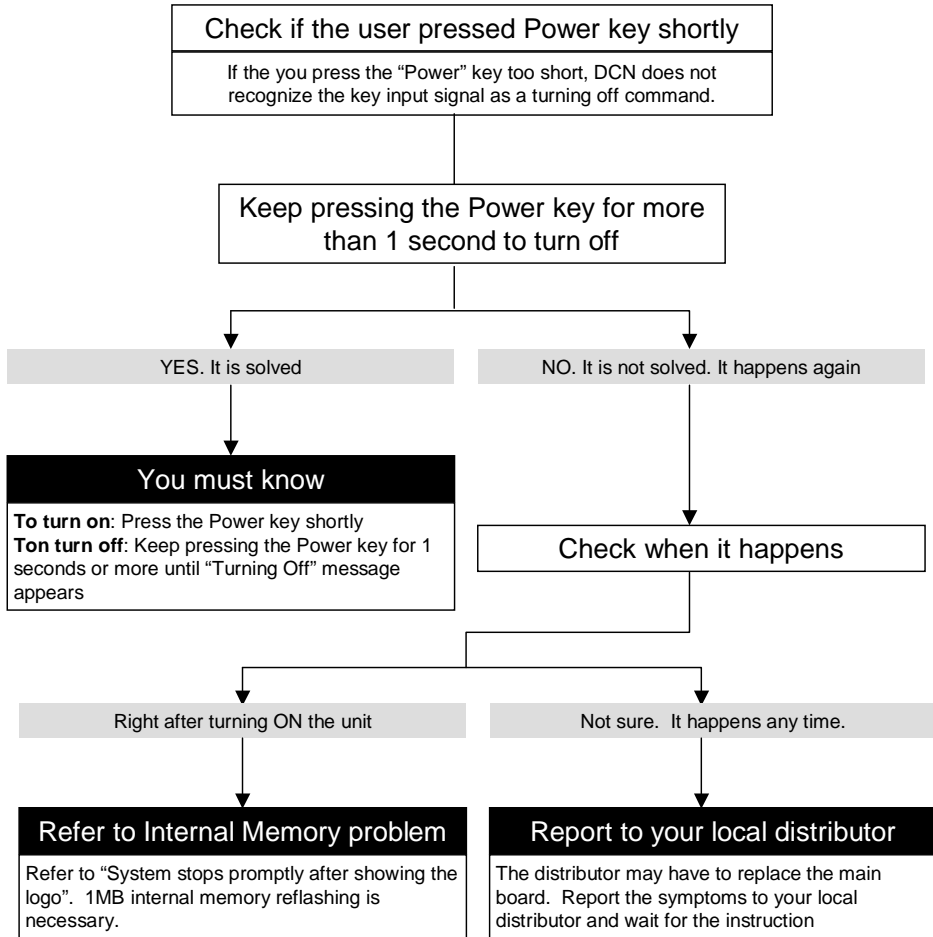 Check if the user pressed Power key shortly
If the you press the “Power” key too short, DCN does not
recognize the key input signal as a turning off command.
Keep pressing the Power key for more
than 1 second to turn off
YES. It is solved
NO. It is not solved. It happens again
You must know
To turn on: Press the Power key shortly
Ton turn off: Keep pressing the Power key for 1
seconds or more until “Turning Off” message
appears
Check when it happens
Right after turning ON the unit
Not sure.  It happens any time.
Refer to Internal Memory problem
Refer to “System stops promptly after showing the
logo”.  1MB internal memory reflashing is
necessary.
Report to your local distributor
The distributor may have to replace the main
board.  Report the symptoms to your local
distributor and wait for the instruction